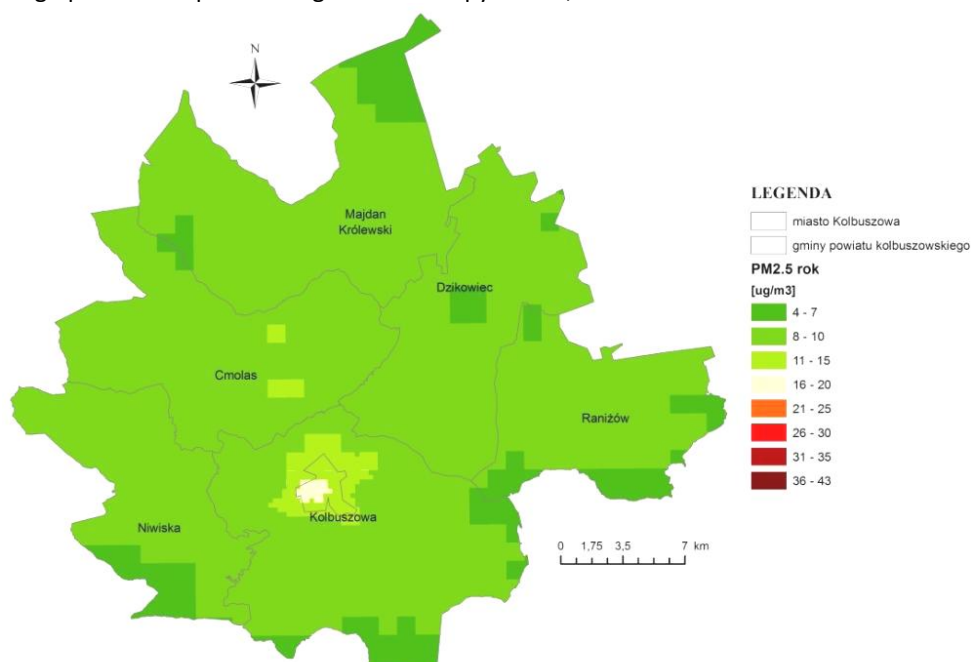 N
Majdan
Królewski
Dzikowiec
Cmolas
Raniżów
Kolbuszowa
Niwiska
LEGENDA
miasto Kolbuszowa
gminy powiatu kolbuszowskiego
PM2.5 rok
[ug/m3]
4 - 7
8 - 10
11 - 15
16 - 20
21 - 25
26 - 30
31 - 35
36 - 43
0 1,75 3,5 7 km